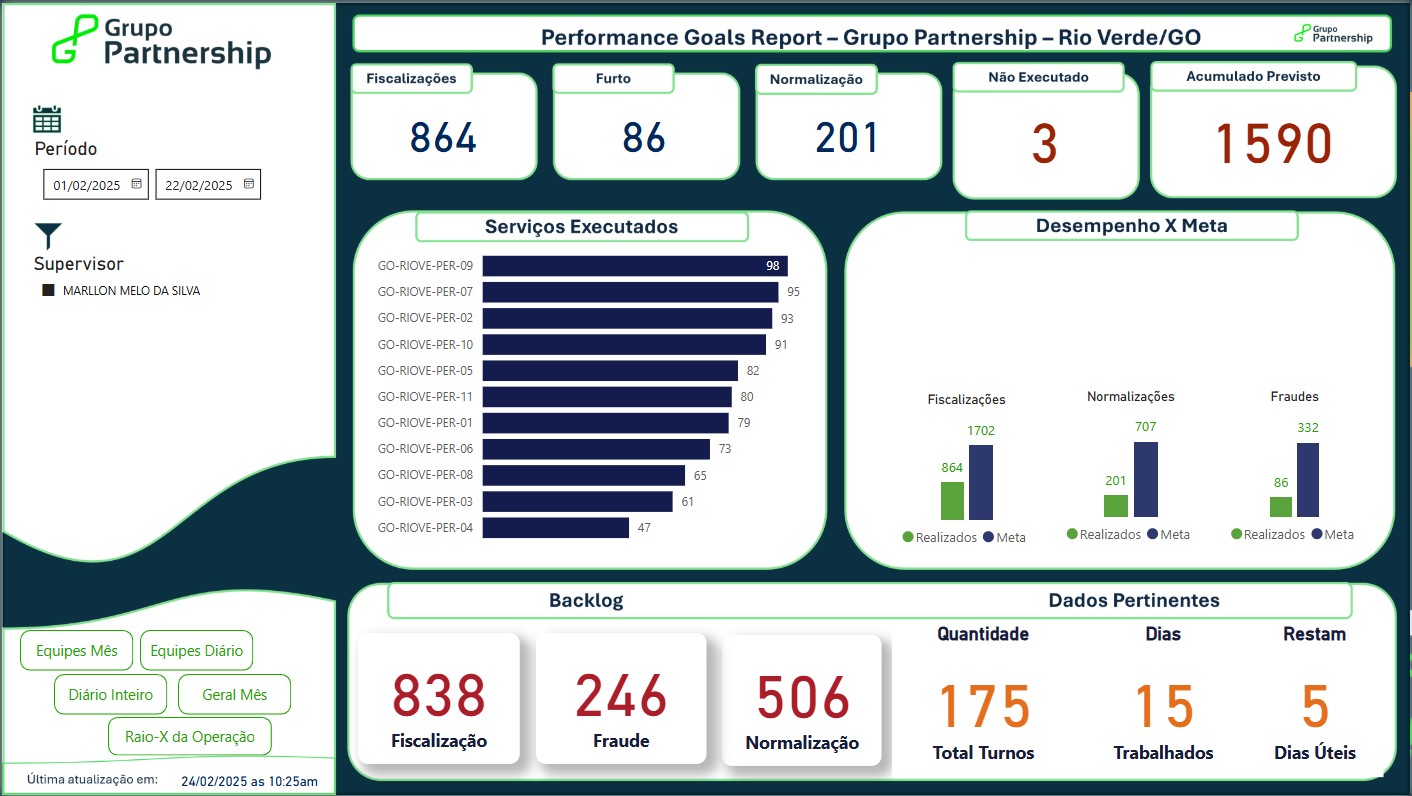 Grupo
Partnership
Período
01/02/2025 22/02/2025
Supervisor
MARLLON MELO DA SILVA
Equipes Mês Equipes Diário
Diário Inteiro Geral Mês
Raio-X da Operação
Última atualização em: 24/02/2025 as 10:25am
Performance Goals Report – Grupo Partnership – Rio Verde/GO
Grupo
Partnership
Fiscalizações
864
Furto
86
Normalização
201
Não Executado
3
Acumulado Previsto
1590
Serviços Executados
GO-RIOVE-PER-09 98
GO-RIOVE-PER-07 95
GO-RIOVE-PER-02 93
GO-RIOVE-PER-10 91
GO-RIOVE-PER-05 82
GO-RIOVE-PER-11 80
GO-RIOVE-PER-01 79
GO-RIOVE-PER-06 73
GO-RIOVE-PER-08 65
GO-RIOVE-PER-03 61
GO-RIOVE-PER-04 47
Desempenho X Meta
Fiscalizações
1702
864
Realizados Meta
Normalizações
707
201
Realizados Meta
Fraudes
332
86
Realizados Meta
Backlog
838
Fiscalização
246
Fraude
506
Normalização
Dados Pertinentes
Quantidade
175
Total Turnos
Dias
15
Trabalhados
Restam
5
Dias Úteis